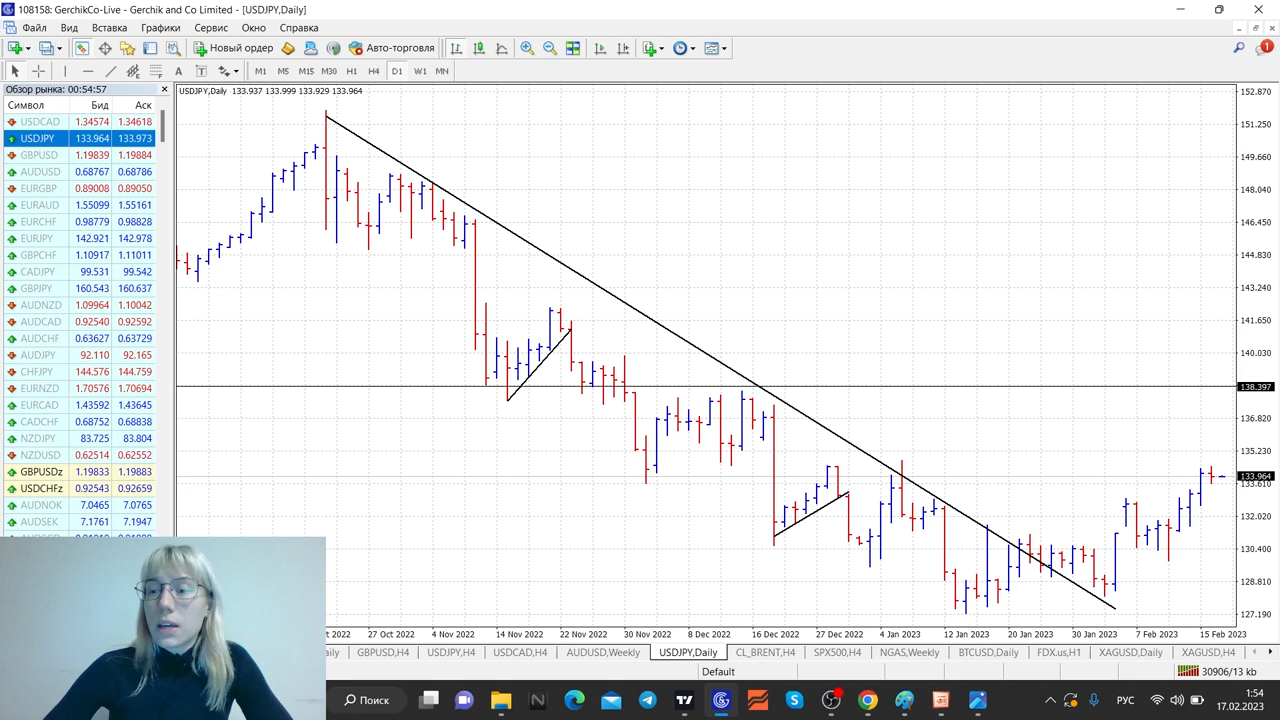 108158: GerchikCo-Live - Gerchik and Co Limited - [USDJPY,Daily]
Файл Вид Вставка Графики Сервис Окно Справка
Новый ордер Авто-торговля
A T M1 M5 M15 M30 H1 H4 D1 W1 MN
Обзор рынка: 00:54:57
Символ Бид Аск
USDCAD 1.34574 1.34618
USDJPY 133.964 133.973
GBPUSD 1.19839 1.19884
AUDUSD 0.68767 0.68786
EURGBP 0.89008 0.89050
EURAUD 1.55099 1.55161
EURCHF 0.98779 0.98828
EURJPY 142.921 142.978
GBPCHF 1.10917 1.11011
CADJPY 99.531 99.542
GBPJPY 160.543 160.637
AUDNZD 1.09964 1.10042
AUDCAD 0.92540 0.92592
AUDCHF 0.63627 0.63729
AUDJPY 92.110 92.165
CHFJPY 144.576 144.759
EURNZD 1.70576 1.70694
EURCAD 1.43592 1.43645
CADCHF 0.68752 0.68838
NZDJPY 83.725 83.804
NZDUSD 0.62514 0.62552
GBPUSDz 1.19833 1.19883
USDCHFz 0.92543 0.92659
AUDNOK 7.0465 7.0765
AUDSEK 7.1761 7.1947
USDJPY,Daily 133.937 133.999 133.929 133.964
152.870
151.250
149.660
148.040
146.450
144.830
143.240
141.650
140.030
138.397
136.820
135.230
133.964
133.610
132.020
130.400
128.810
127.190
t 2022 27 Oct 2022 4 Nov 2022 14 Nov 2022 22 Nov 2022 30 Nov 2022 8 Dec 2022 16 Dec 2022 27 Dec 2022 4 Jan 2023 12 Jan 2023 20 Jan 2023 30 Jan 2023 7 Feb 2023 15 Feb 2023
GBPUSD,H4 USDJPY,H4 USDCAD,H4 AUDUSD,Weekly USDJPY,Daily CL_BRENT,H4 SPX500,H4 NGAS,Weekly BTCUSD,Daily FDX.us,H1 XAGUSD,Daily XAGUSD,H4
Default 30906/13 kb
Поиск
РУС
1:54
17.02.2023
1